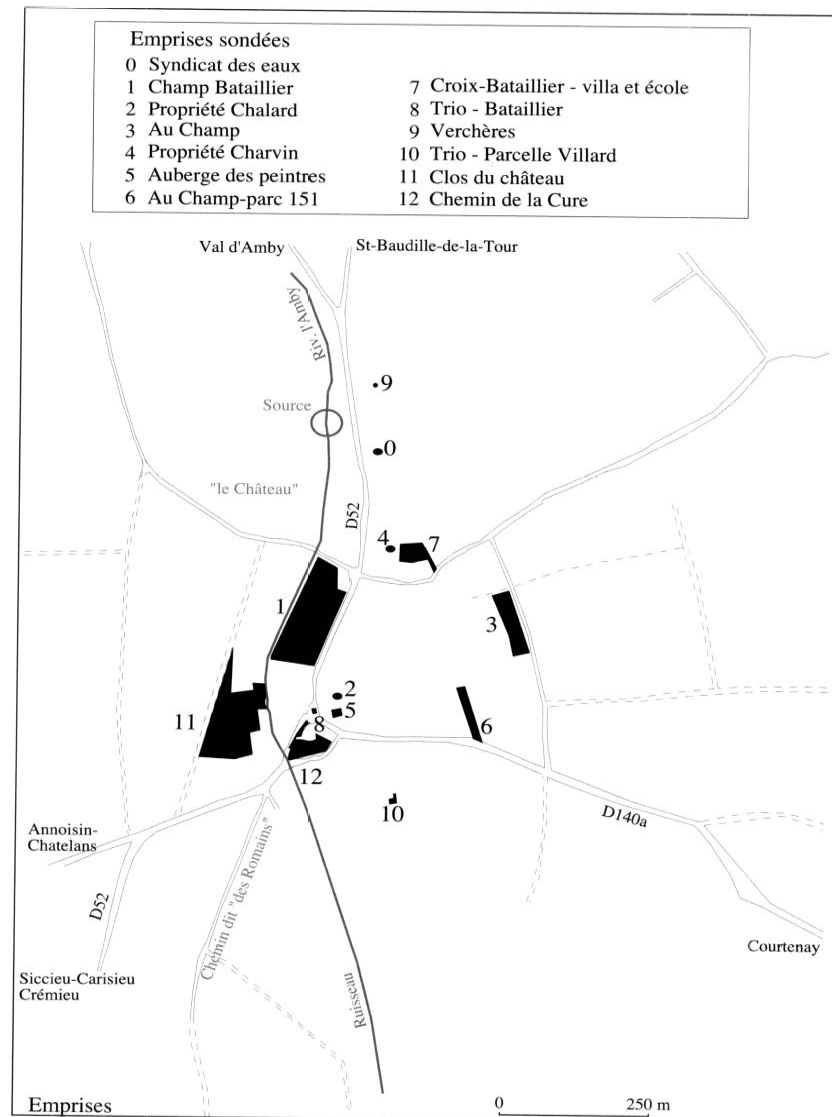 Emprises sondées
0 Syndicat des eaux
1 Champ Bataillier
2 Propriété Chalard
3 Au Champ
4 Propriété Charvin
5 Auberge des peintres
6 Au Champ-parc 151
7 Croix-Bataillier - villa et école
8 Trio - Bataillier
9 Verchères
10 Trio - Parcelle Villard
11 Clos du château
12 Chemin de la Cure
Val d'Amby
St-Baudille-de-la-Tour
Riv. l'Amby
9
Source
0
"le Château"
D52
4
7
1
3
2
5
8
11
6
12
10
D140a
Annoisin-
Chatelans
D52
Chemin dit "des Romains"
Courtenay
Siccieu-Carisieu
Crémieu
Ruisseau
Emprises
0 250 m